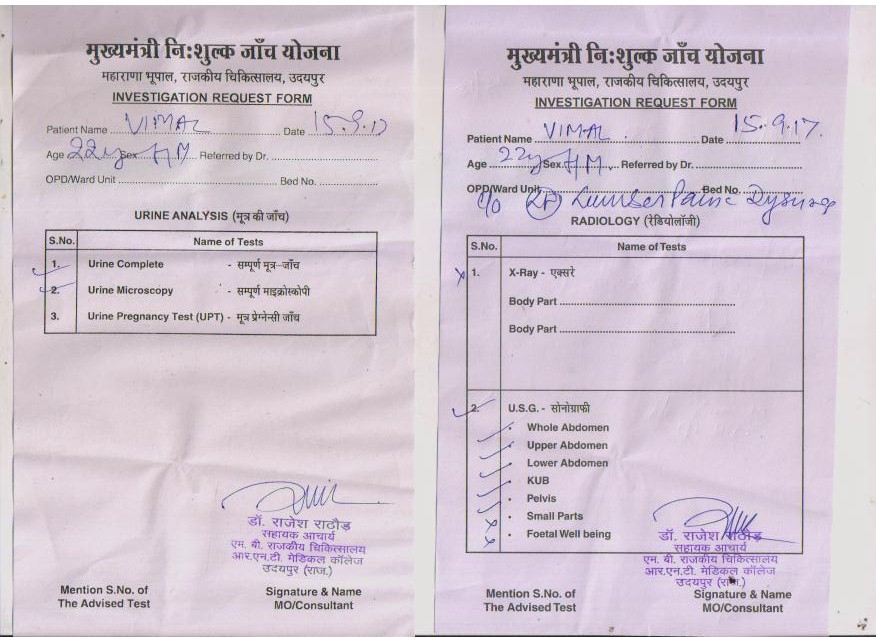 मुख्यमंत्री नि:शुल्क जाँच योजना
महाराणा भूपाल, राजकीय चिकित्सालय, उदयपुर
INVESTIGATION REQUEST FORM
Patient Name VIMAL Date 15.9.17
Age 22y Sex H/M Referred by Dr.
OPD/Ward Unit Bed No.
URINE ANALYSIS (मूत्र की जाँच)
S.No. Name of Tests
1. Urine Complete - सम्पूर्ण मूत्र-जाँच
2. Urine Microscopy - सम्पूर्ण माइक्रोस्कोपी
3. Urine Pregnancy Test (UPT) - मूत्र प्रेग्नेन्सी जाँच
डॉ. राजेश राठौड़
सहायक आचार्य
एम. बी. राजकीय चिकित्सालय
आर.एन.टी. मेडिकल कॉलेज
उदयपुर (राज.)
Mention S.No. of
The Advised Test
Signature & Name
MO/Consultant
मुख्यमंत्री नि:शुल्क जाँच योजना
महाराणा भूपाल, राजकीय चिकित्सालय, उदयपुर
INVESTIGATION REQUEST FORM
Patient Name VIMAL Date 15.9.17.
Age 22y Sex H/M Referred by Dr.
OPD/Ward Unit Bed No.
C/O Lumber Pain
RADIOLOGY (रेडियोलॉजी)
S.No. Name of Tests
x 1. X-Ray - एक्सरे
Body Part
Body Part
2. U.S.G. - सोनोग्राफी
Whole Abdomen
Upper Abdomen
Lower Abdomen
KUB
Pelvis
Small Parts
Foetal Well being
डॉ. राजेश राठौड़
सहायक आचार्य
एम. बी. राजकीय चिकित्सालय
आर.एन.टी. मेडिकल कॉलेज
उदयपुर (राज.)
Mention S.No. of
The Advised Test
Signature & Name
MO/Consultant